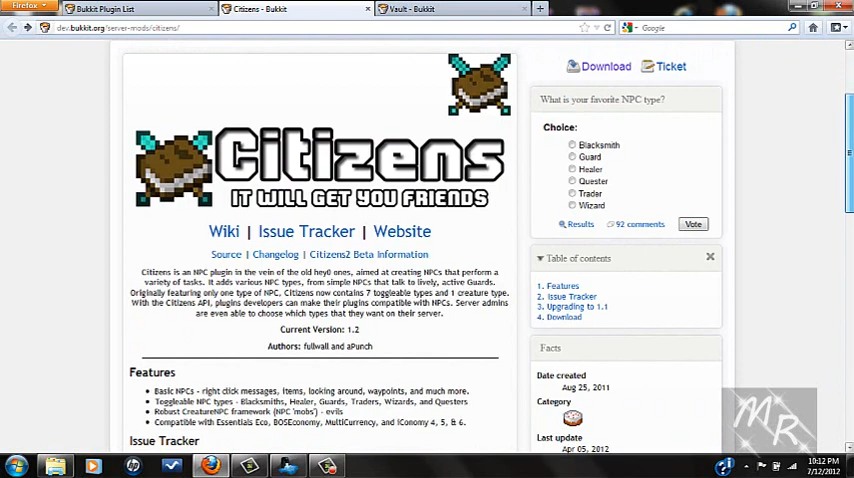 Firefox
Bukkit Plugin List
Citizens - Bukkit
Vault - Bukkit
dev.bukkit.org/server-mods/citizens/
Google
Download
Ticket
What is your favorite NPC type?
Choice:
Blacksmith
Guard
Healer
Quester
Trader
Wizard
Results
92 comments
Vote
Citizens
IT WILL GET YOU FRIENDS
Wiki | Issue Tracker | Website
Source | Changelog | Citizens2 Beta Information
Citizens is an NPC plugin in the vein of the old hey0 ones, aimed at creating NPCs that perform a
variety of tasks. It adds various NPC types, from simple NPCs that talk to lively, active Guards.
Originally featuring only one type of NPC, Citizens now contains 7 toggleable types and 1 creature type.
With the Citizens API, plugins developers can make their plugins compatible with NPCs. Server admins
are even able to choose which types that they want on their server.
Current Version: 1.2
Authors: fullwall and aPunch
Features
Basic NPCs - right click messages, items, looking around, waypoints, and much more.
Toggleable NPC types - Blacksmiths, Healer, Guards, Traders, Wizards, and Questers
Robust CreatureNPC framework (NPC 'mobs') - evils
Compatible with Essentials Eco, BOSEconomy, MultiCurrency, and iConomy 4, 5, & 6.
Issue Tracker
Table of contents
1. Features
2. Issue Tracker
3. Upgrading to 1.1
4. Download
Facts
Date created
Aug 25, 2011
Category
Last update
Apr 05, 2012
MR
10:12 PM
7/12/2012